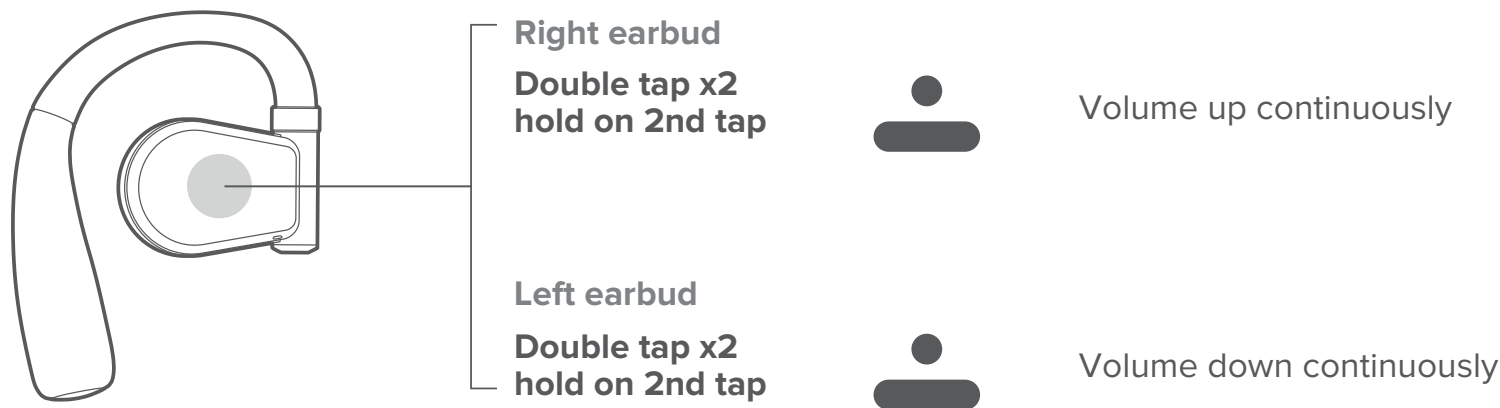 Right earbud
Double tap x2
hold on 2nd tap
Volume up continuously
Left earbud
Double tap x2
hold on 2nd tap
Volume down continuously